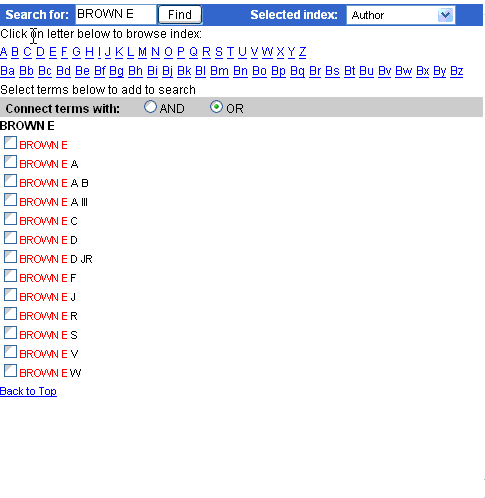 Search for: BROWN E Find Selected index: Author
Click on letter below to browse index:
A B C D E F G H I J K L M N O P Q R S T U V W X Y Z
Ba Bb Bc Bd Be Bf Bg Bh Bi Bj Bk Bl Bm Bn Bo Bp Bq Br Bs Bt Bu Bv Bw Bx By Bz
Select terms below to add to search
Connect terms with: AND OR
BROWN E
BROWN E
BROWN E A
BROWN E A B
BROWN E A III
BROWN E C
BROWN E D
BROWN E D JR
BROWN E F
BROWN E J
BROWN E R
BROWN E S
BROWN E V
BROWN E W
Back to Top